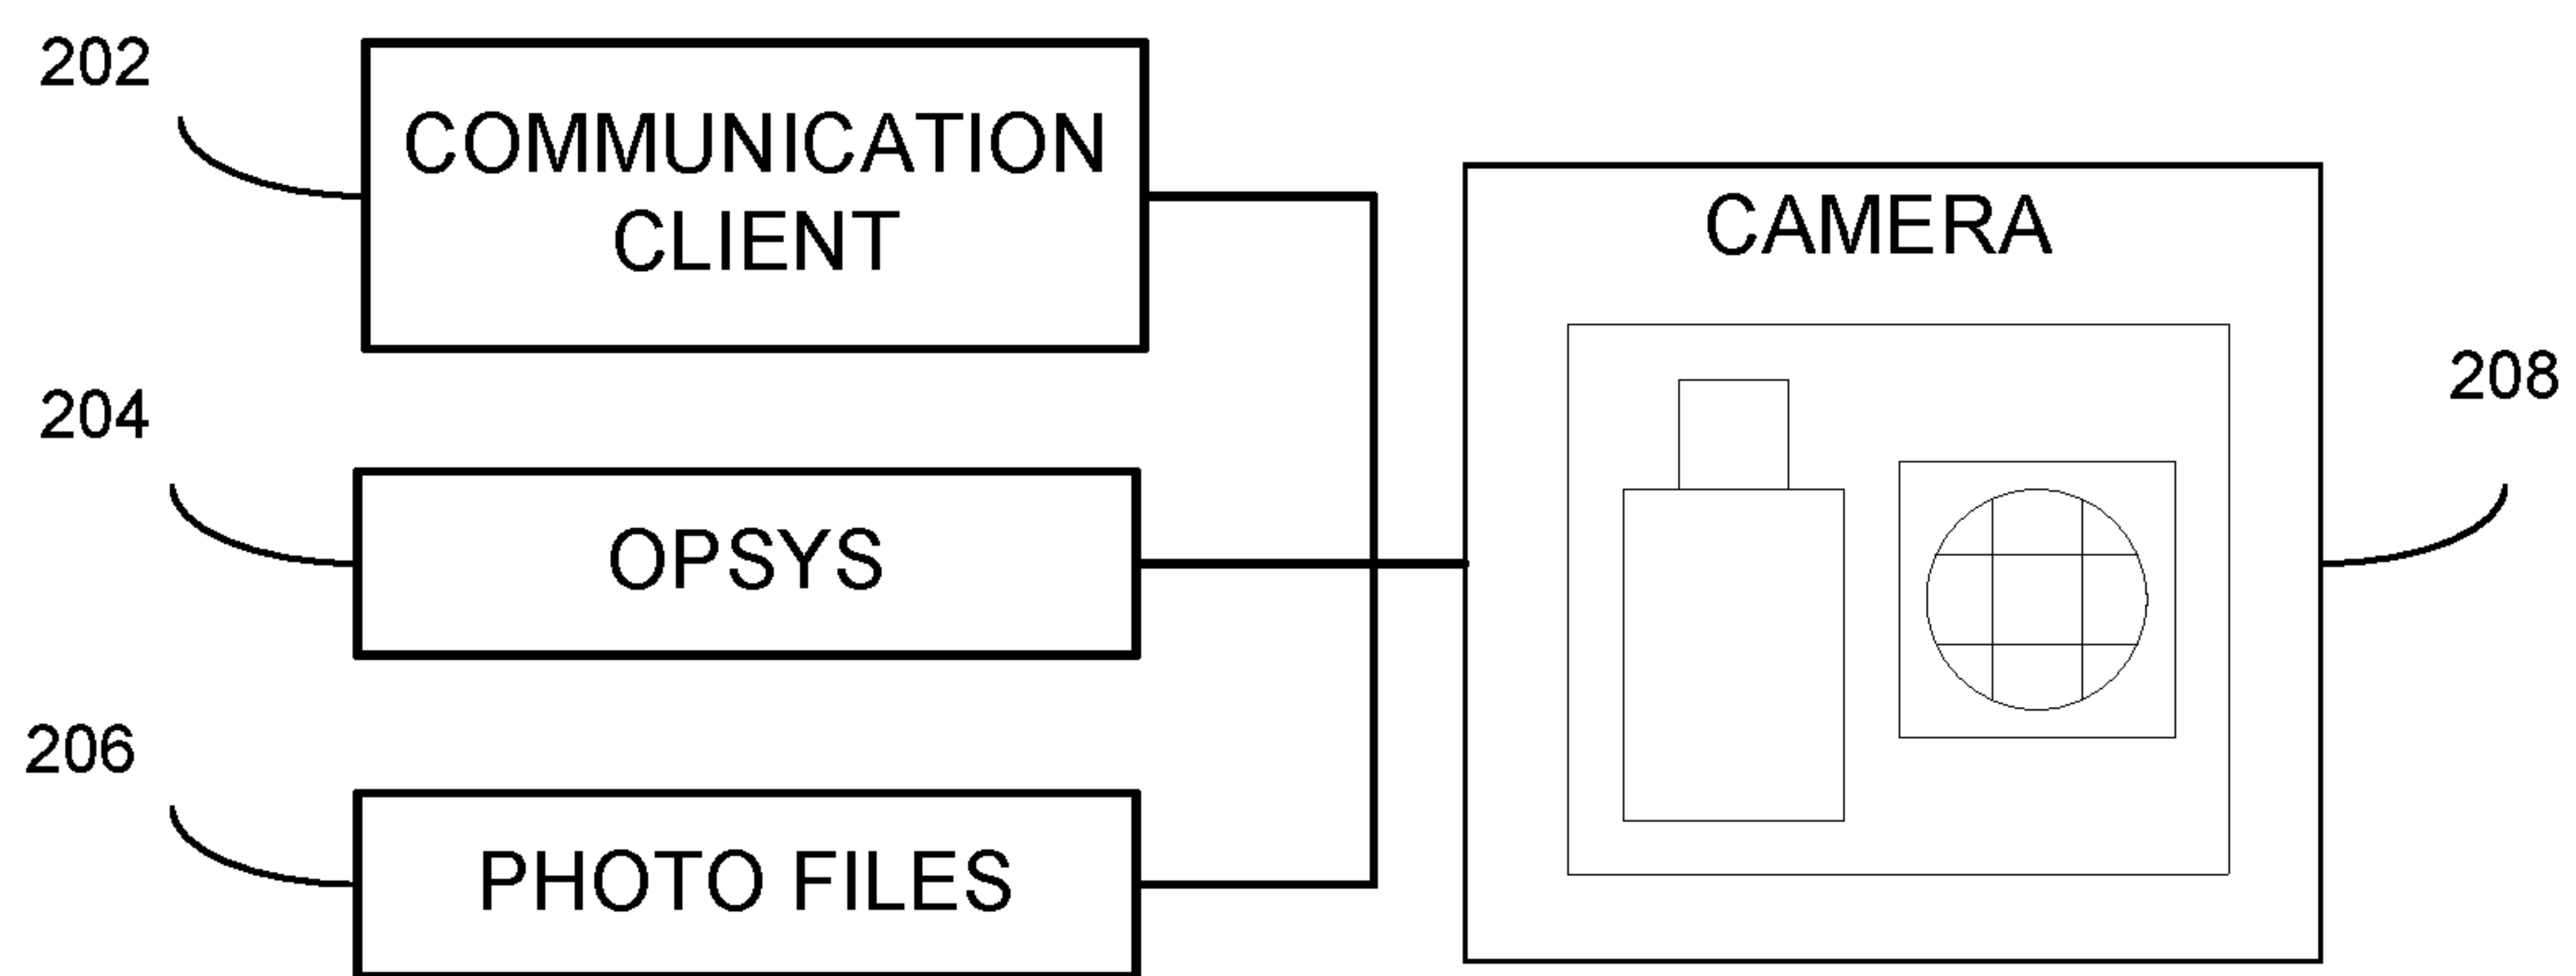 202
COMMUNICATION
CLIENT
CAMERA
204
208
OPSYS
206
PHOTO FILES